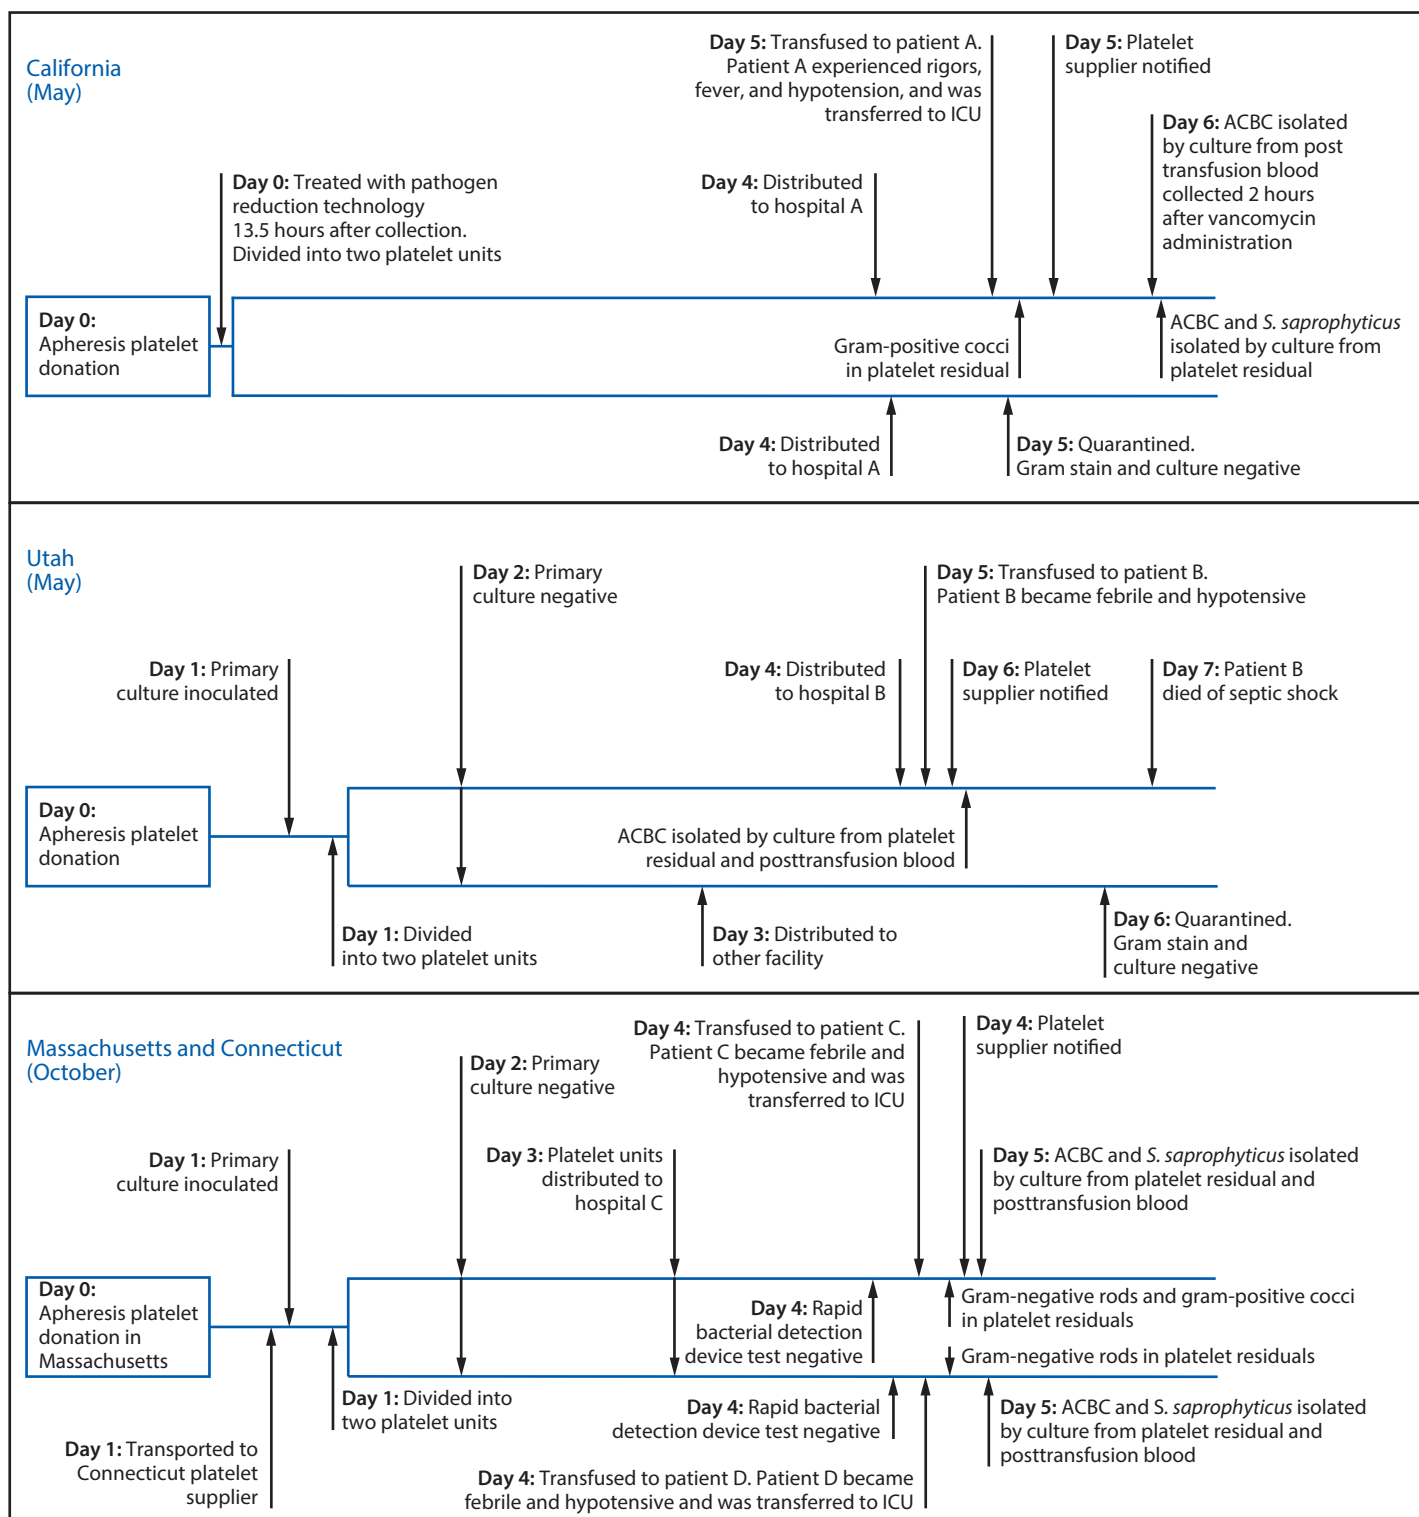 California
(May)
Day 0:
Apheresis platelet
donation
Day 0: Treated with pathogen
reduction technology
13.5 hours after collection.
Divided into two platelet units
Day 4: Distributed
to hospital A
Day 5: Transfused to patient A.
Patient A experienced rigors,
fever, and hypotension, and was
transferred to ICU
Day 5: Platelet
supplier notified
Day 6: ACBC isolated
by culture from post
transfusion blood
collected 2 hours
after vancomycin
administration
Gram-positive cocci
in platelet residual
ACBC and S. saprophyticus
isolated by culture from
platelet residual
Day 4: Distributed
to hospital A
Day 5: Quarantined.
Gram stain and culture negative
Utah
(May)
Day 0:
Apheresis platelet
donation
Day 1: Primary
culture inoculated
Day 2: Primary
culture negative
Day 4: Distributed
to hospital B
Day 5: Transfused to patient B.
Patient B became febrile and hypotensive
Day 6: Platelet
supplier notified
Day 7: Patient B
died of septic shock
ACBC isolated by culture from platelet
residual and posttransfusion blood
Day 1: Divided
into two platelet units
Day 3: Distributed to
other facility
Day 6: Quarantined.
Gram stain and
culture negative
Massachusetts and Connecticut
(October)
Day 0:
Apheresis platelet
donation in
Massachusetts
Day 1: Primary
culture inoculated
Day 2: Primary
culture negative
Day 3: Platelet units
distributed to
hospital C
Day 4: Transfused to patient C.
Patient C became febrile and
hypotensive and was
transferred to ICU
Day 4: Platelet
supplier notified
Day 5: ACBC and S. saprophyticus isolated
by culture from platelet residual and
posttransfusion blood
Day 4: Rapid
bacterial detection
device test negative
Gram-negative rods and gram-positive cocci
in platelet residuals
Gram-negative rods in platelet residuals
Day 1: Transported to
Connecticut platelet
supplier
Day 1: Divided into
two platelet units
Day 4: Rapid bacterial
detection device test negative
Day 4: Transfused to patient D. Patient D became
febrile and hypotensive and was transferred to ICU
Day 5: ACBC and S. saprophyticus isolated
by culture from platelet residual and
posttransfusion blood